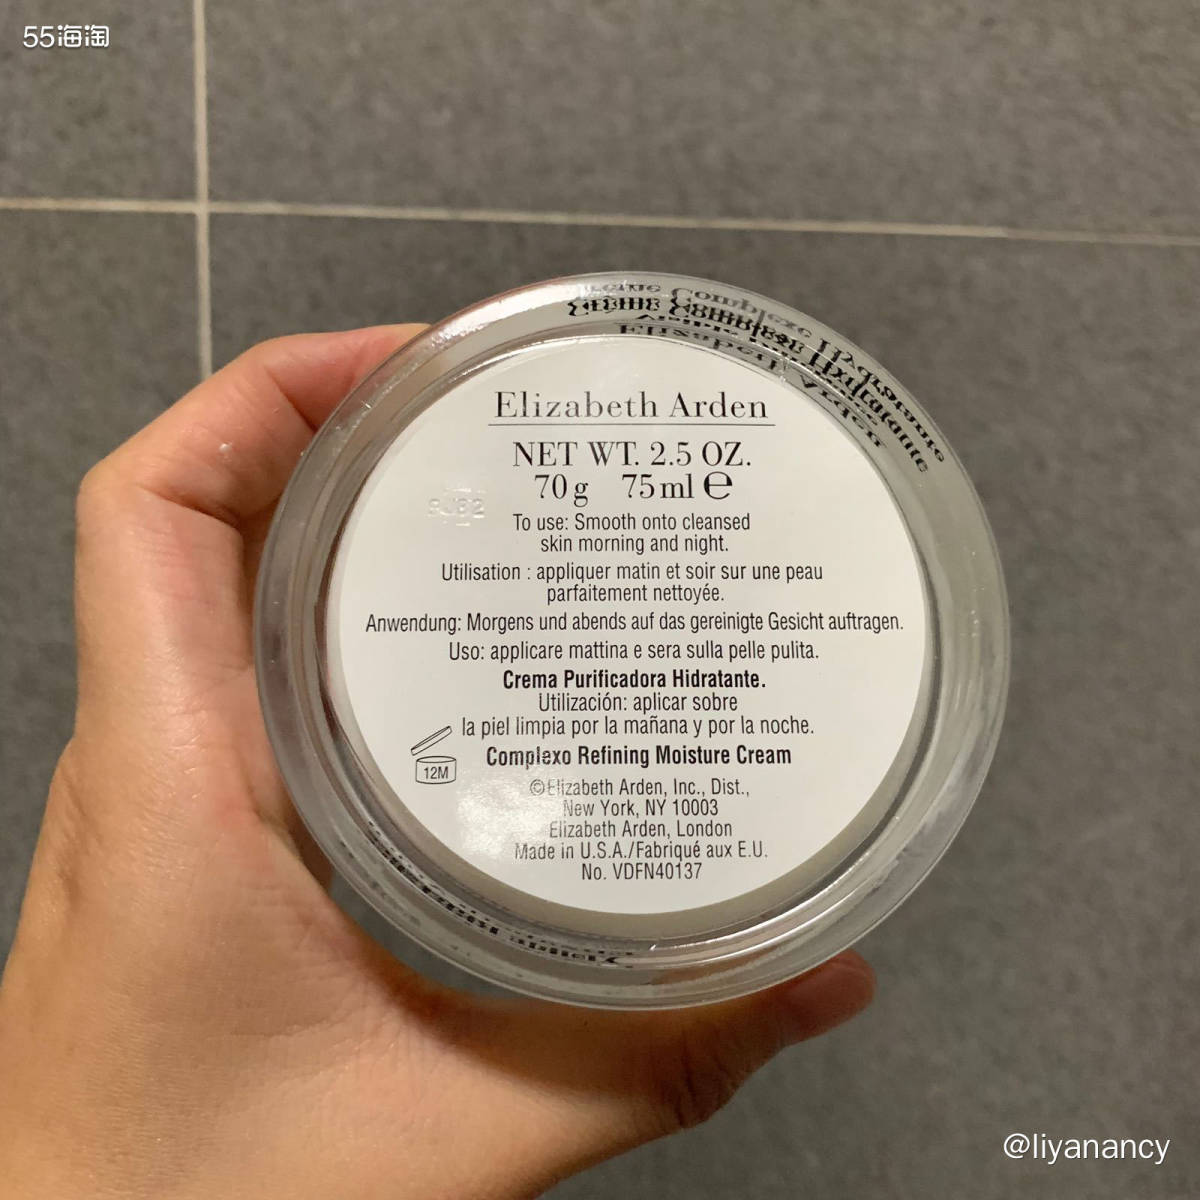 55海淘
Elizabeth Arden
NET WT. 2.5 OZ.
70 g 75 ml ℮
To use: Smooth onto cleansed
skin morning and night.
Utilisation : appliquer matin et soir sur une peau
parfaitement nettoyée.
Anwendung: Morgens und abends auf das gereinigte Gesicht auftragen.
Uso: applicare mattina e sera sulla pelle pulita.
Crema Purificadora Hidratante.
Utilización: aplicar sobre
la piel limpia por la mañana y por la noche.
12M
Complexo Refining Moisture Cream
©Elizabeth Arden, Inc., Dist.,
New York, NY 10003
Elizabeth Arden, London
Made in U.S.A./Fabriqué aux E.U.
No. VDFN40137
@liyanancy